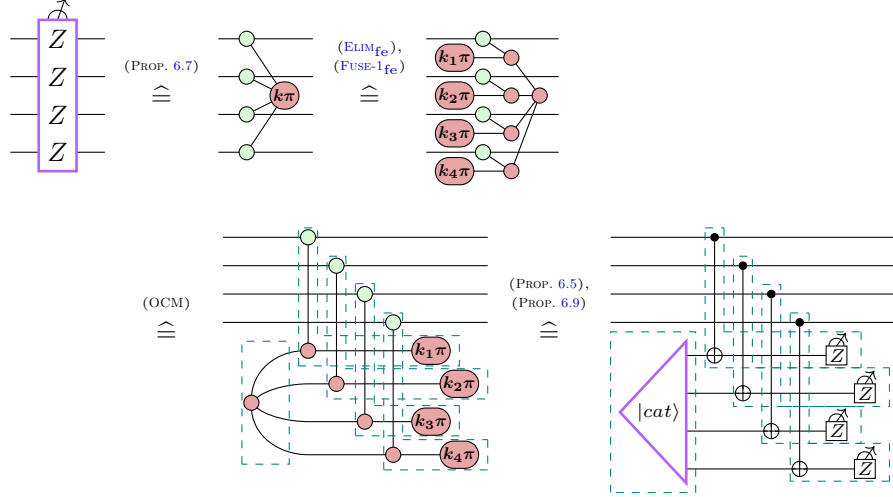 Z
Z
Z
Z
(PROP. 6.7)
≙
kπ
(ELIMfe),
(FUSE-1fe)
≙
k₁π
k₂π
k₃π
k₄π
(OCM)
≙
k₁π
k₂π
k₃π
k₄π
(PROP. 6.5),
(PROP. 6.9)
≙
|cat⟩
Z
Z
Z
Z